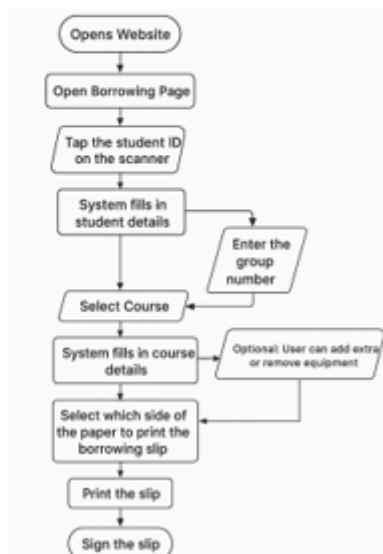 Opens Website
Open Borrowing Page
Tap the student ID
on the scanner
System fills in
student details
Enter the
group
number
Select Course
System fills in course
details
Optional: User can add extra
or remove equipment
Select which side of
the paper to print the
borrowing slip
Print the slip
Sign the slip